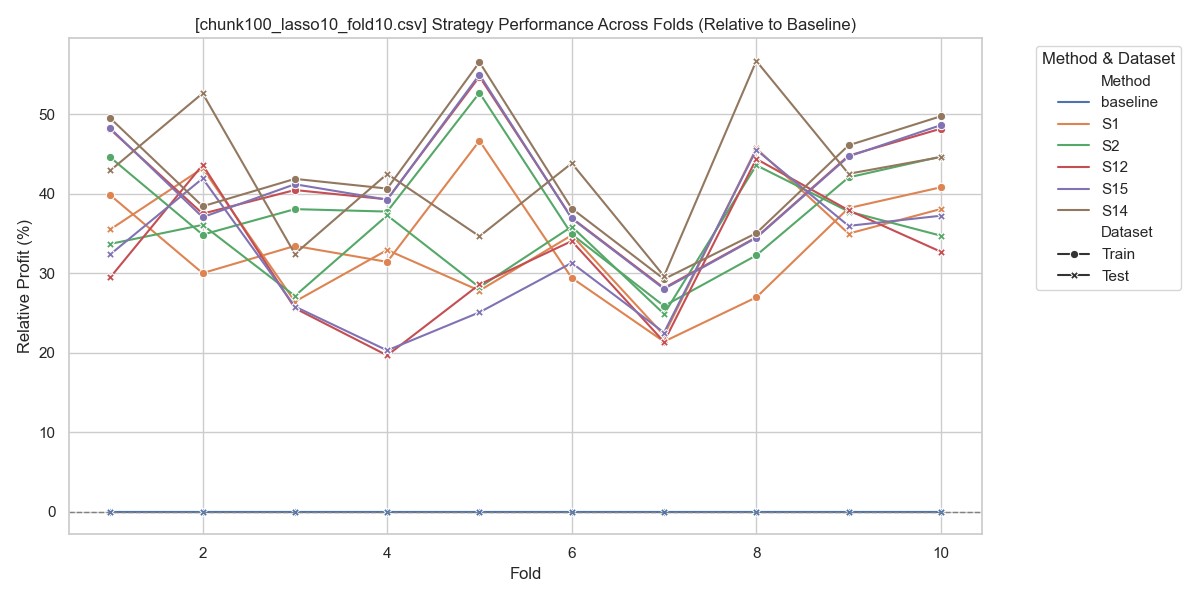 [chunk100_lasso10_fold10.csv] Strategy Performance Across Folds (Relative to Baseline)
Relative Profit (%)
50
40
30
20
10
0
2
4
6
8
10
Fold
Method & Dataset
Method
baseline
S1
S2
S12
S15
S14
Dataset
Train
Test